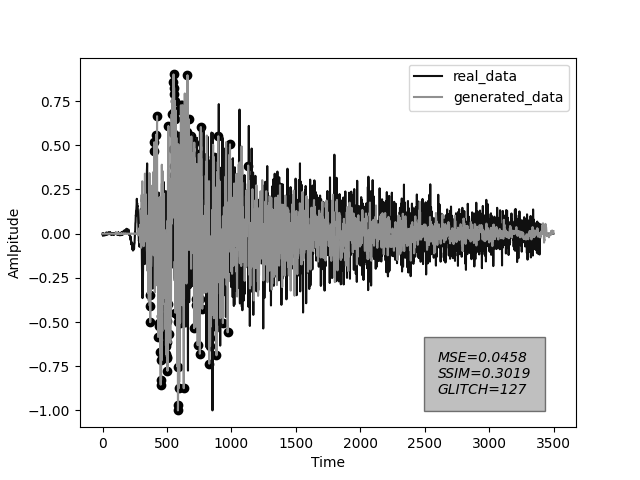 real_data
generated_data
0.75
0.50
0.25
0.00
−0.25
−0.50
−0.75
−1.00
Amlpitude
MSE=0.0458
SSIM=0.3019
GLITCH=127
0 500 1000 1500 2000 2500 3000 3500
Time